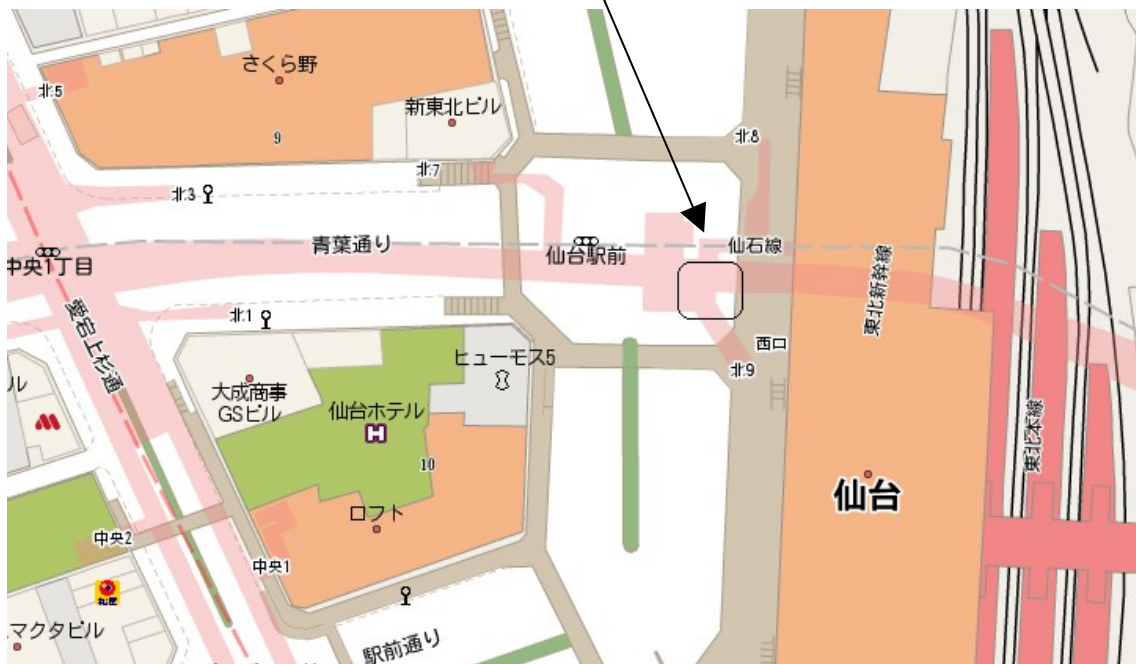 さくら野
北5
新東北ビル
9
北8
北7
北3
青葉通り
仙台駅前
仙石線
中央1丁目
北1
愛宕上杉通
東北新幹線
西口
ヒューモス5
北9
大成商事
GSビル
仙台ホテル
H
10
東北本線
仙台
ロフト
中央2
中央1
マクタビル
駅前通り